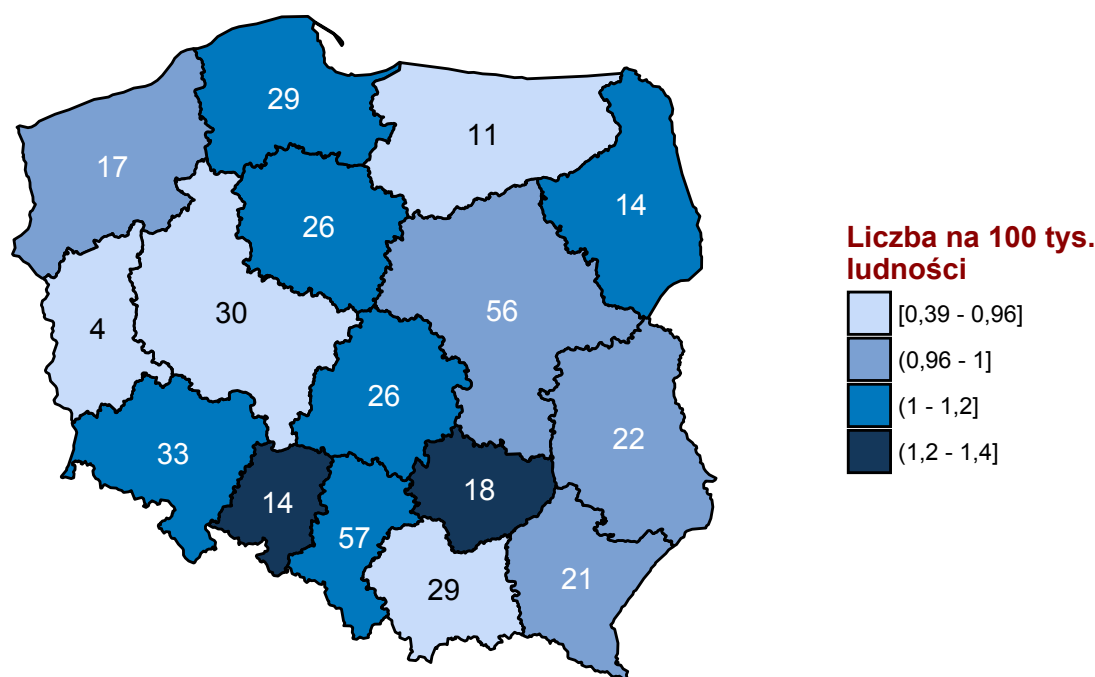 29
11
17
14
26
56
30
4
26
22
33
18
14
57
21
29
Liczba na 100 tys.
ludności
[0,39 - 0,96]
(0,96 - 1]
(1 - 1,2]
(1,2 - 1,4]